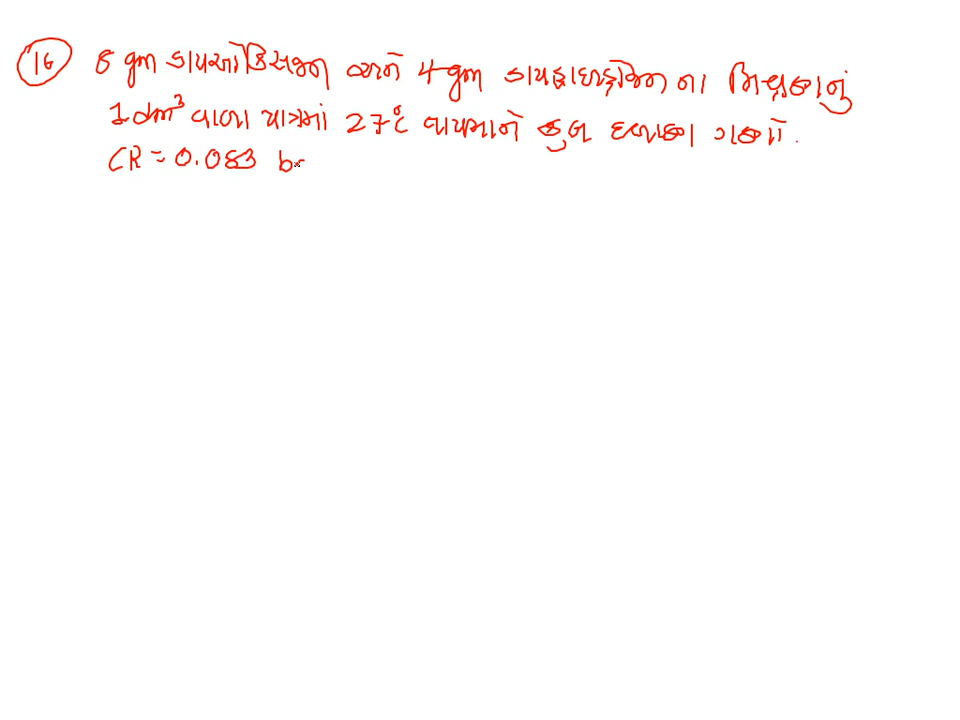 (16) 8 gm ડાયઓક્સિજન અને 4 gm ડાયહાઇડ્રોજન ના મિશ્રણનું
1 dm³ વાળા પાત્રમાં 27°C તાપમાને કુલ દબાણ ગણો.
(R = 0.083 b